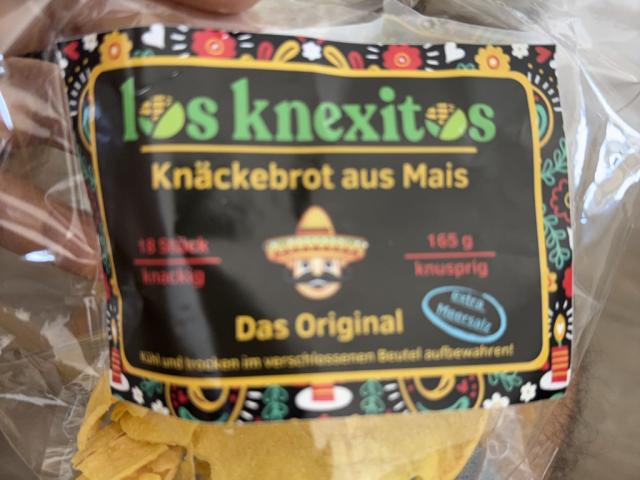 los knexitos
Knäckebrot aus Mais
18 Stück
knackig
165 g
knusprig
Das Original
extra
Meersalz
Kühl und trocken im verschlossenen Beutel aufbewahren!